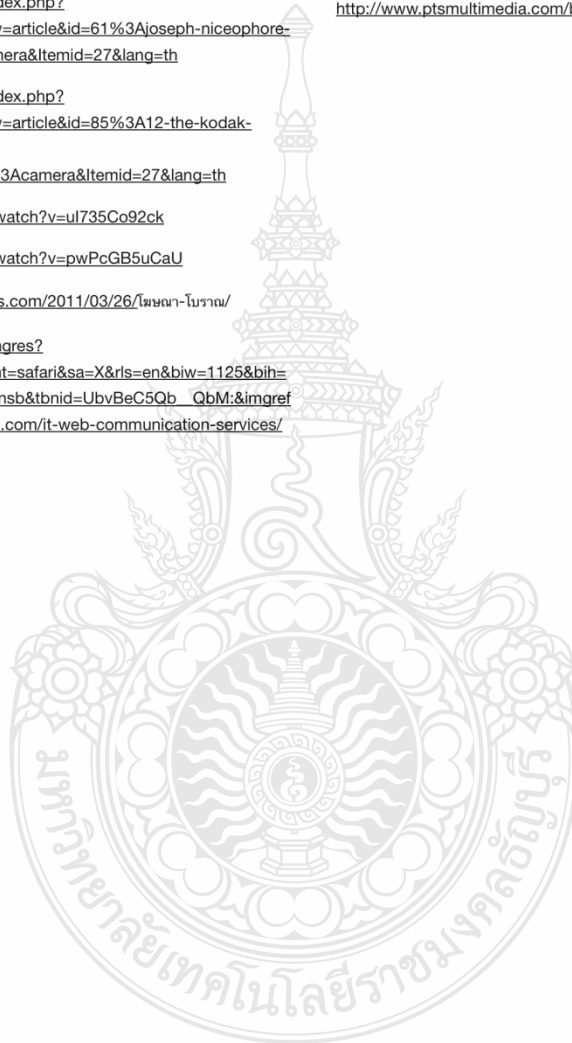 dex.php?
v=article&id=61%3Ajoseph-niceophore-
nera&Itemid=27&lang=th
dex.php?
v=article&id=85%3A12-the-kodak-
3Acamera&Itemid=27&lang=th
watch?v=uI735Co92ck
watch?v=pwPcGB5uCaU
s.com/2011/03/26/โฆษณา-โบราณ/
ngres?
nt=safari&sa=X&rls=en&biw=1125&bih=
nsb&tbnid=UbvBeC5Qb__QbM:&imgref
.com/it-web-communication-services/
http://www.ptsmultimedia.com/b
มหาวิทยาลัยเทคโนโลยีราชมงคลธัญบุรี